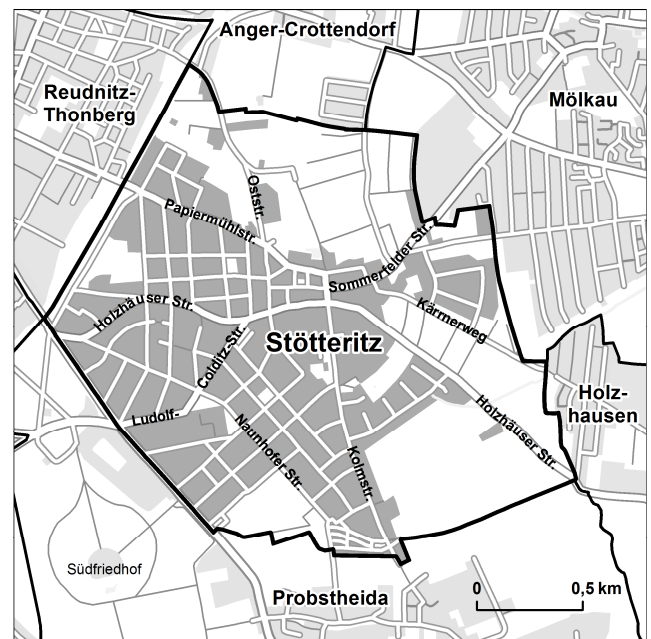 Anger-Crottendorf
Reudnitz-
Thonberg
Mölkau
Oststr.
Papiermühlstr.
Sommerfelder Str.
Holzhäuser Str.
Kärrnerweg
Stötteritz
Colditz-Str.
Ludolf-
Naunhofer Str.
Kolmstr.
Holzhäuser Str.
Holz-
hausen
Südfriedhof
Probstheida
0
0,5 km